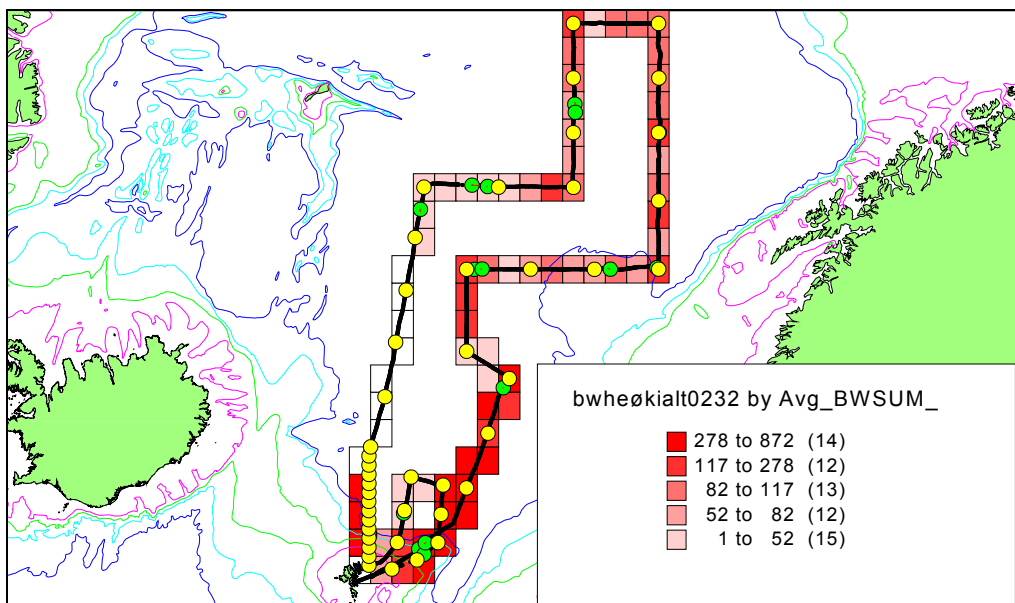 bwheøkialt0232 by Avg_BWSUM_
278 to 872 (14)
117 to 278 (12)
82 to 117 (13)
52 to 82 (12)
1 to 52 (15)